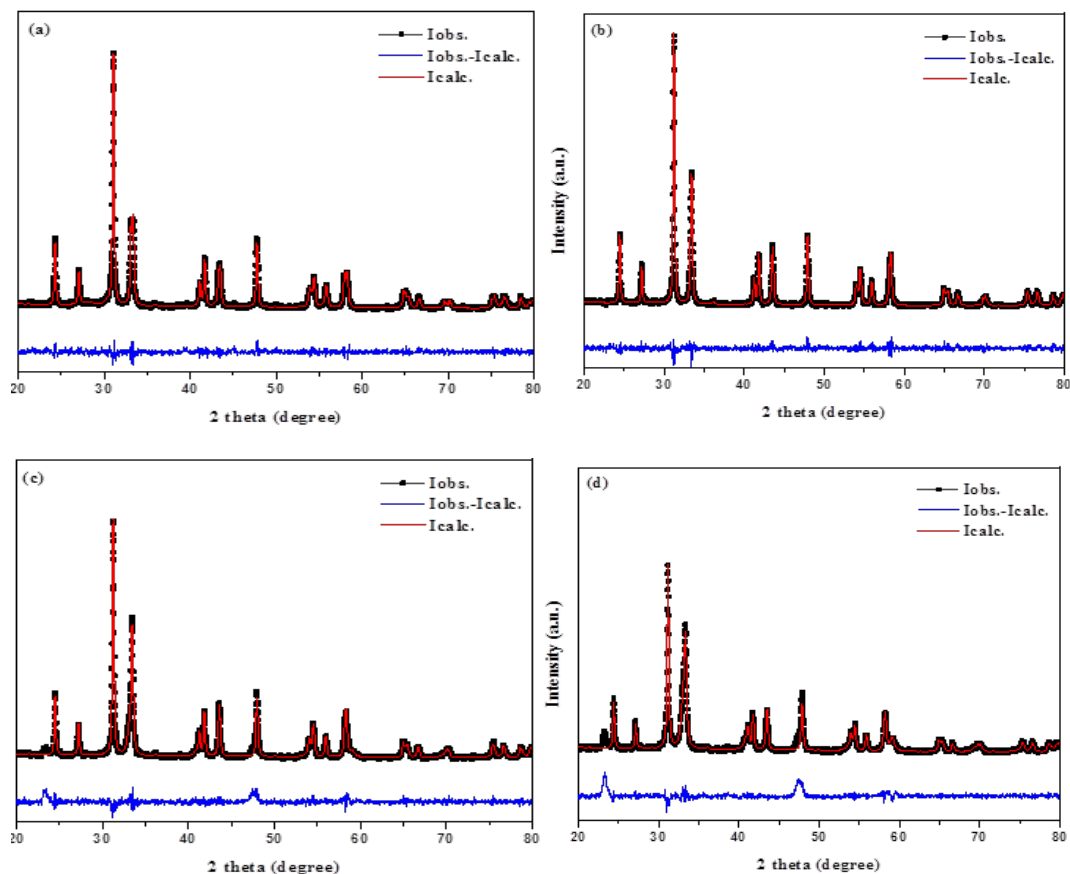 (a)
Iobs.
Iobs.-Icalc.
Icalc.
20 30 40 50 60 70 80
2 theta (degree)
(b)
Iobs.
Iobs.-Icalc.
Icalc.
Intensity (a.u.)
20 30 40 50 60 70 80
2 theta (degree)
(c)
Iobs.
Iobs.-Icalc.
Icalc.
20 30 40 50 60 70 80
2 theta (degree)
(d)
Iobs.
Iobs.-Icalc.
Icalc.
Intensity (a.u.)
20 30 40 50 60 70 80
2 theta (degree)